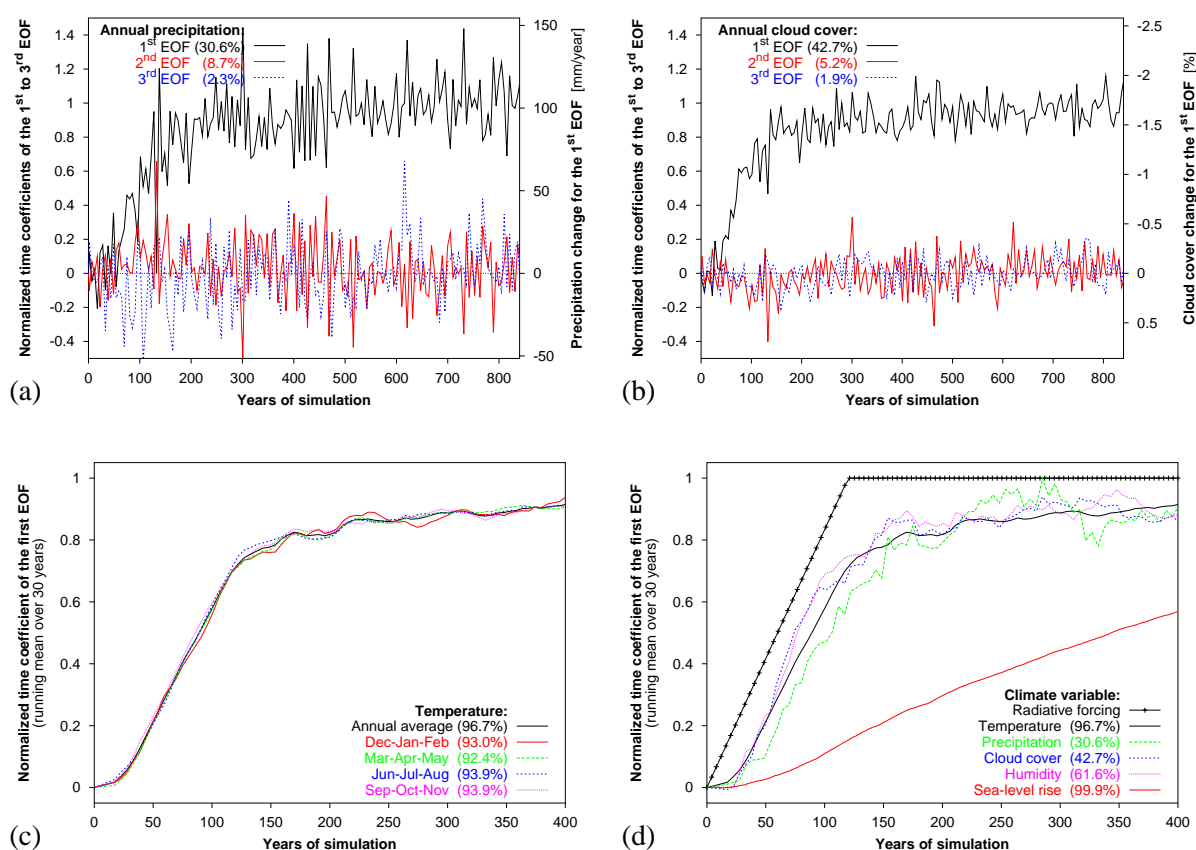 Annual precipitation:
1st EOF (30.6%)
2nd EOF (8.7%)
3rd EOF (2.3%)
Normalized time coefficients of the 1st to 3rd EOF
1.4
1.2
1
0.8
0.6
0.4
0.2
0
-0.2
-0.4
150
100
50
0
-50
Precipitation change for the 1st EOF [mm/year]
0 100 200 300 400 500 600 700 800
Years of simulation
(a)
Annual cloud cover:
1st EOF (42.7%)
2nd EOF (5.2%)
3rd EOF (1.9%)
Normalized time coefficients of the 1st to 3rd EOF
1.4
1.2
1
0.8
0.6
0.4
0.2
0
-0.2
-0.4
-2.5
-2
-1.5
-1
-0.5
0
0.5
Cloud cover change for the 1st EOF [%]
0 100 200 300 400 500 600 700 800
Years of simulation
(b)
Normalized time coefficient of the first EOF
(running mean over 30 years)
1
0.8
0.6
0.4
0.2
0
Temperature:
Annual average (96.7%)
Dec-Jan-Feb (93.0%)
Mar-Apr-May (92.4%)
Jun-Jul-Aug (93.9%)
Sep-Oct-Nov (93.9%)
0 50 100 150 200 250 300 350 400
Years of simulation
(c)
Normalized time coefficient of the first EOF
(running mean over 30 years)
1
0.8
0.6
0.4
0.2
0
Climate variable:
Radiative forcing
Temperature (96.7%)
Precipitation (30.6%)
Cloud cover (42.7%)
Humidity (61.6%)
Sea-level rise (99.9%)
0 50 100 150 200 250 300 350 400
Years of simulation
(d)